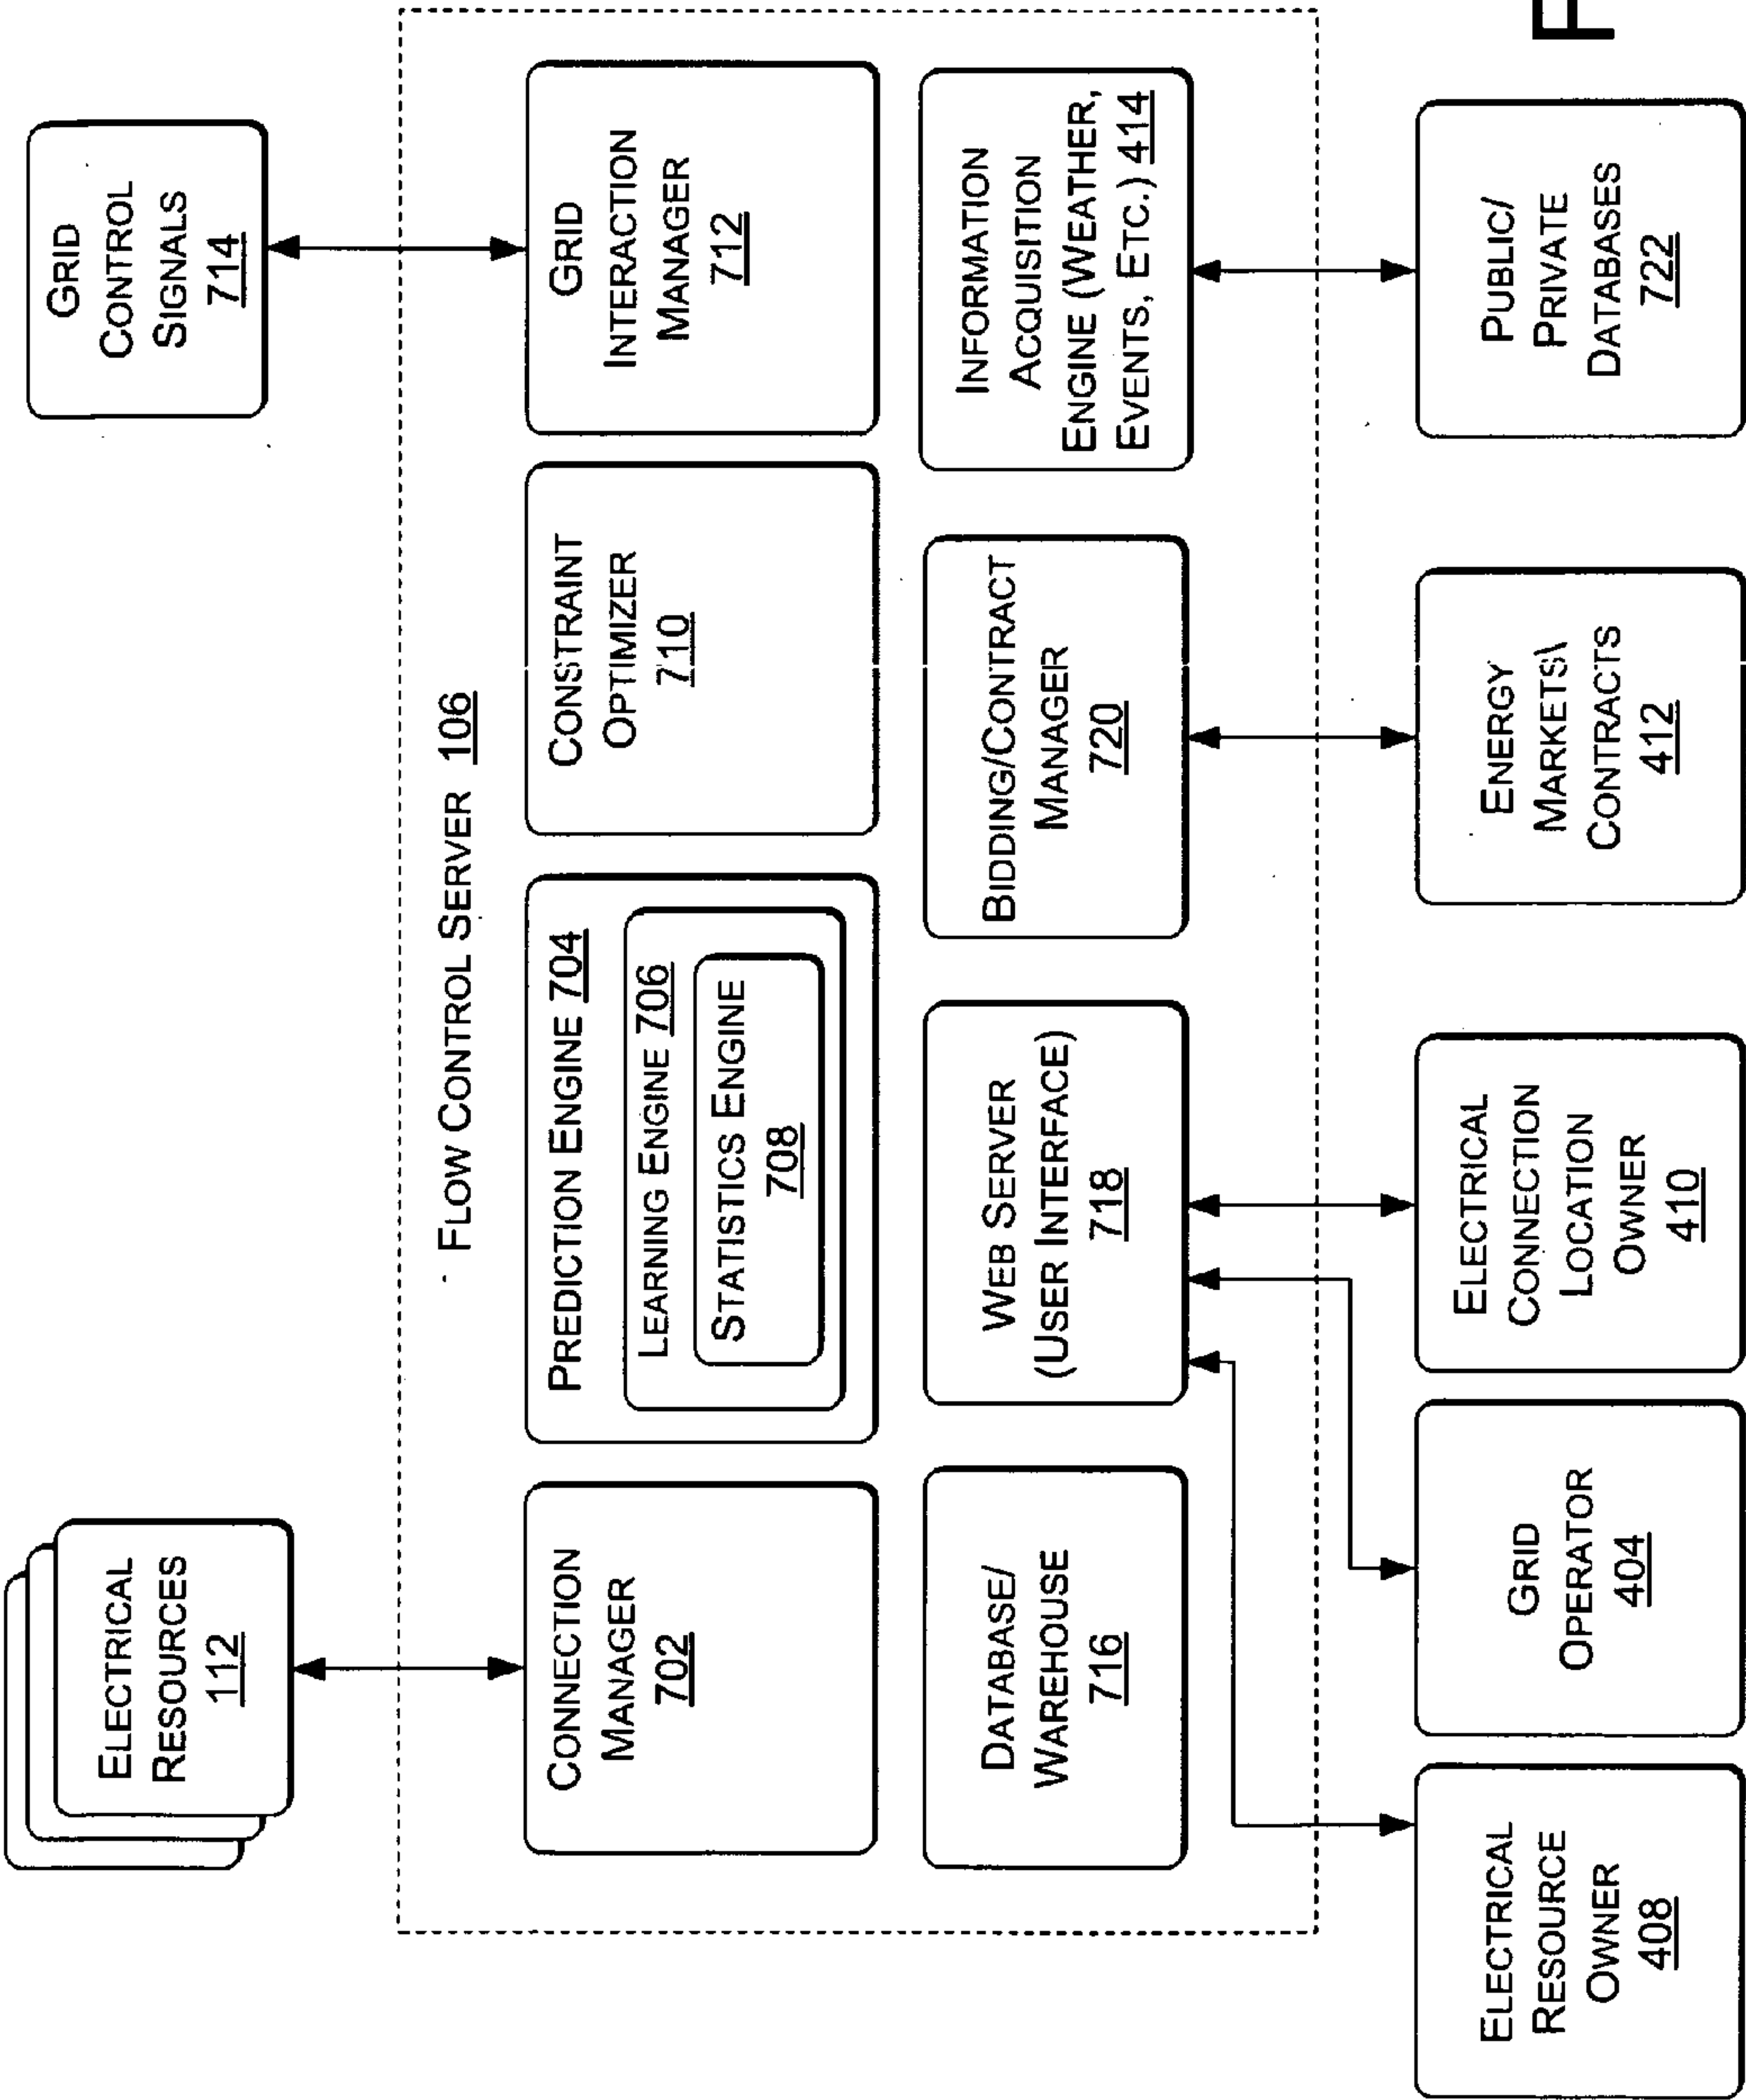 ELECTRICAL
RESOURCES
112
GRID
CONTROL
SIGNALS
714
FLOW CONTROL SERVER 106
CONNECTION
MANAGER
702
PREDICTION ENGINE 704
LEARNING ENGINE 706
STATISTICS ENGINE
708
CONSTRAINT
OPTIMIZER
710
GRID
INTERACTION
MANAGER
712
DATABASE/
WAREHOUSE
716
WEB SERVER
(USER INTERFACE)
718
BIDDING/CONTRACT
MANAGER
720
INFORMATION
ACQUISITION
ENGINE (WEATHER,
EVENTS, ETC.) 414
ELECTRICAL
RESOURCE
OWNER
408
GRID
OPERATOR
404
ELECTRICAL
CONNECTION
LOCATION
OWNER
410
ENERGY
MARKETS\
CONTRACTS
412
PUBLIC/
PRIVATE
DATABASES
722